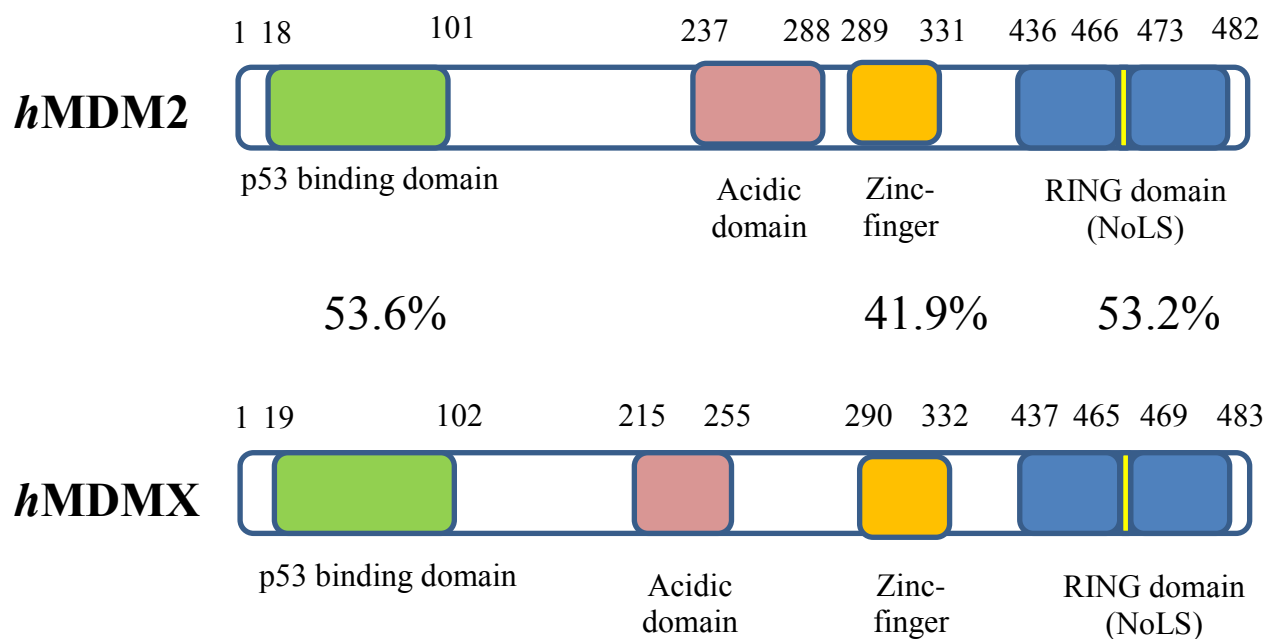 1 18 101 237 288 289 331 436 466 473 482
hMDM2
p53 binding domain
Acidic
domain
Zinc-
finger
RING domain
(NoLS)
53.6% 41.9% 53.2%
1 19 102 215 255 290 332 437 465 469 483
hMDMX
p53 binding domain
Acidic
domain
Zinc-
finger
RING domain
(NoLS)